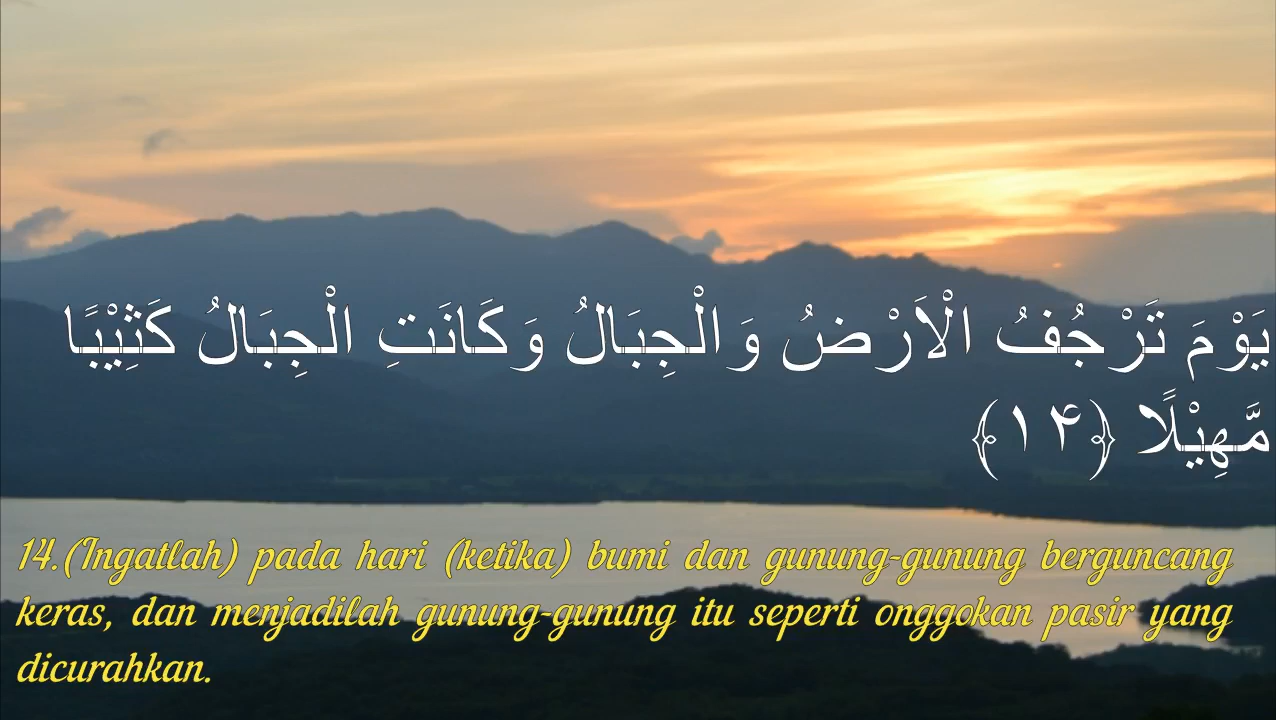 يَوْمَ تَرْجُفُ الْاَرْضُ وَالْجِبَالُ وَكَانَتِ الْجِبَالُ كَثِيْبًا
مَّهِيْلًا ﴿۱۴﴾
14.(Ingatlah) pada hari (ketika) bumi dan gunung-gunung berguncang
keras, dan menjadilah gunung-gunung itu seperti onggokan pasir yang
dicurahkan.